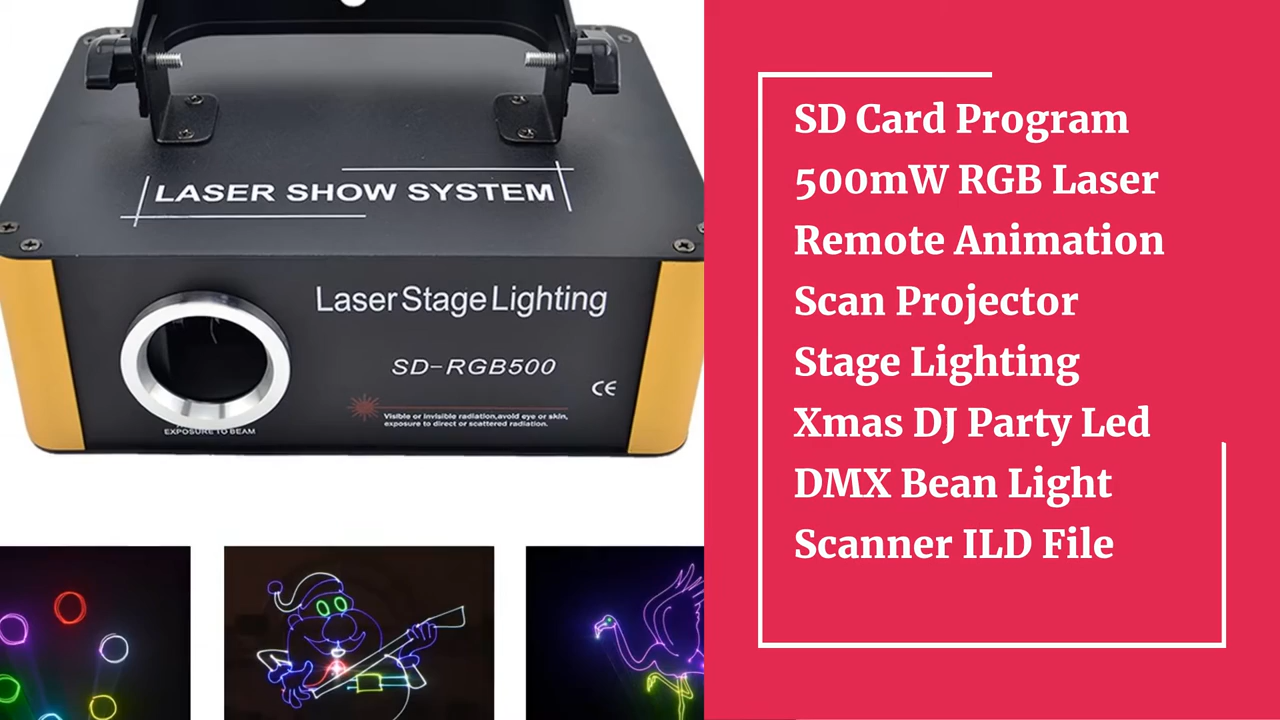 LASER SHOW SYSTEM
Laser Stage Lighting
SD-RGB500
CE
Visible or invisible radiation,avoid eye or skin,
exposure to direct or scattered radiation.
EXPOSURE TO BEAM
SD Card Program
500mW RGB Laser
Remote Animation
Scan Projector
Stage Lighting
Xmas DJ Party Led
DMX Bean Light
Scanner ILD File